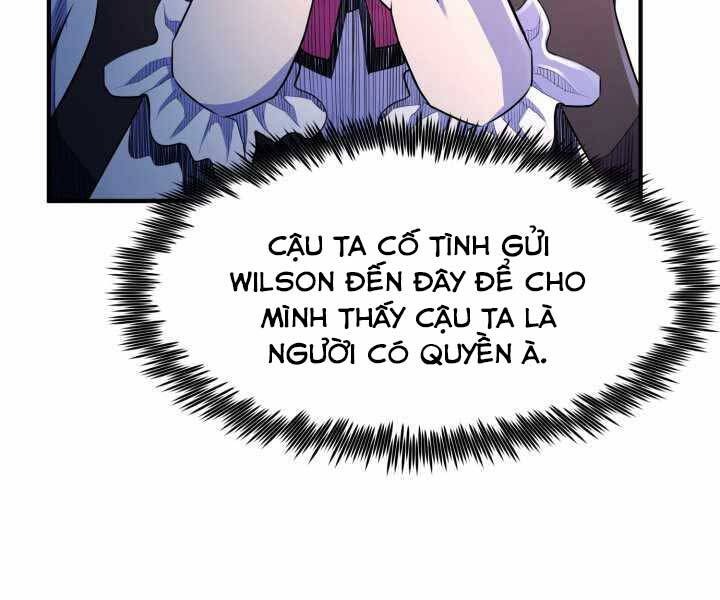 CẬU TA CỐ TÌNH GỬI
WILSON ĐẾN ĐÂY ĐỂ CHO
MÌNH THẤY CẬU TA LÀ
NGƯỜI CÓ QUYỀN À.